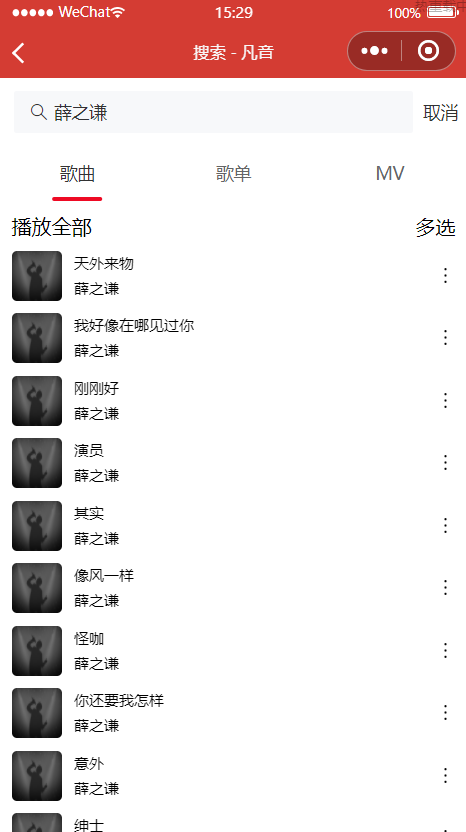 WeChat 15:29 100%
搜索 - 凡音
薛之谦 取消
歌曲 歌单 MV
播放全部 多选
天外来物
薛之谦
我好像在哪见过你
薛之谦
刚刚好
薛之谦
演员
薛之谦
其实
薛之谦
像风一样
薛之谦
怪咖
薛之谦
你还要我怎样
薛之谦
意外
薛之谦
绅士